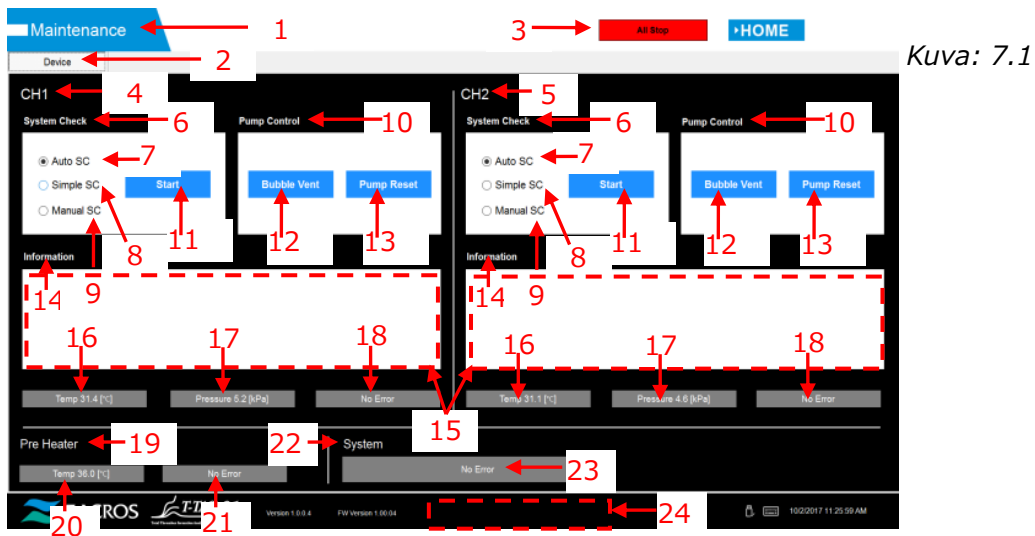 Maintenance 1 3 All Stop HOME
Device 2 Kuva: 7.1
CH1 4 CH2 5
System Check 6 Pump Control 10 System Check 6 Pump Control 10
Auto SC 7 Auto SC 7
Simple SC Start Bubble Vent Pump Reset Simple SC Start Bubble Vent Pump Reset
Manual SC Manual SC
8 11 12 13 8 11 12 13
Information Information
14 9 14 9
16 17 18 16 17 18
Temp 31.4 [℃] Pressure 5.2 [kPa] No Error Temp 31.1 [℃] Pressure 4.6 [kPa] No Error
15
Pre Heater 19 22 System
Temp 36.0 [℃] No Error No Error 23
20 21 Version 1.0.0.4 FW Version 1.00:04 24 10/2/2017 11:25:59 AM